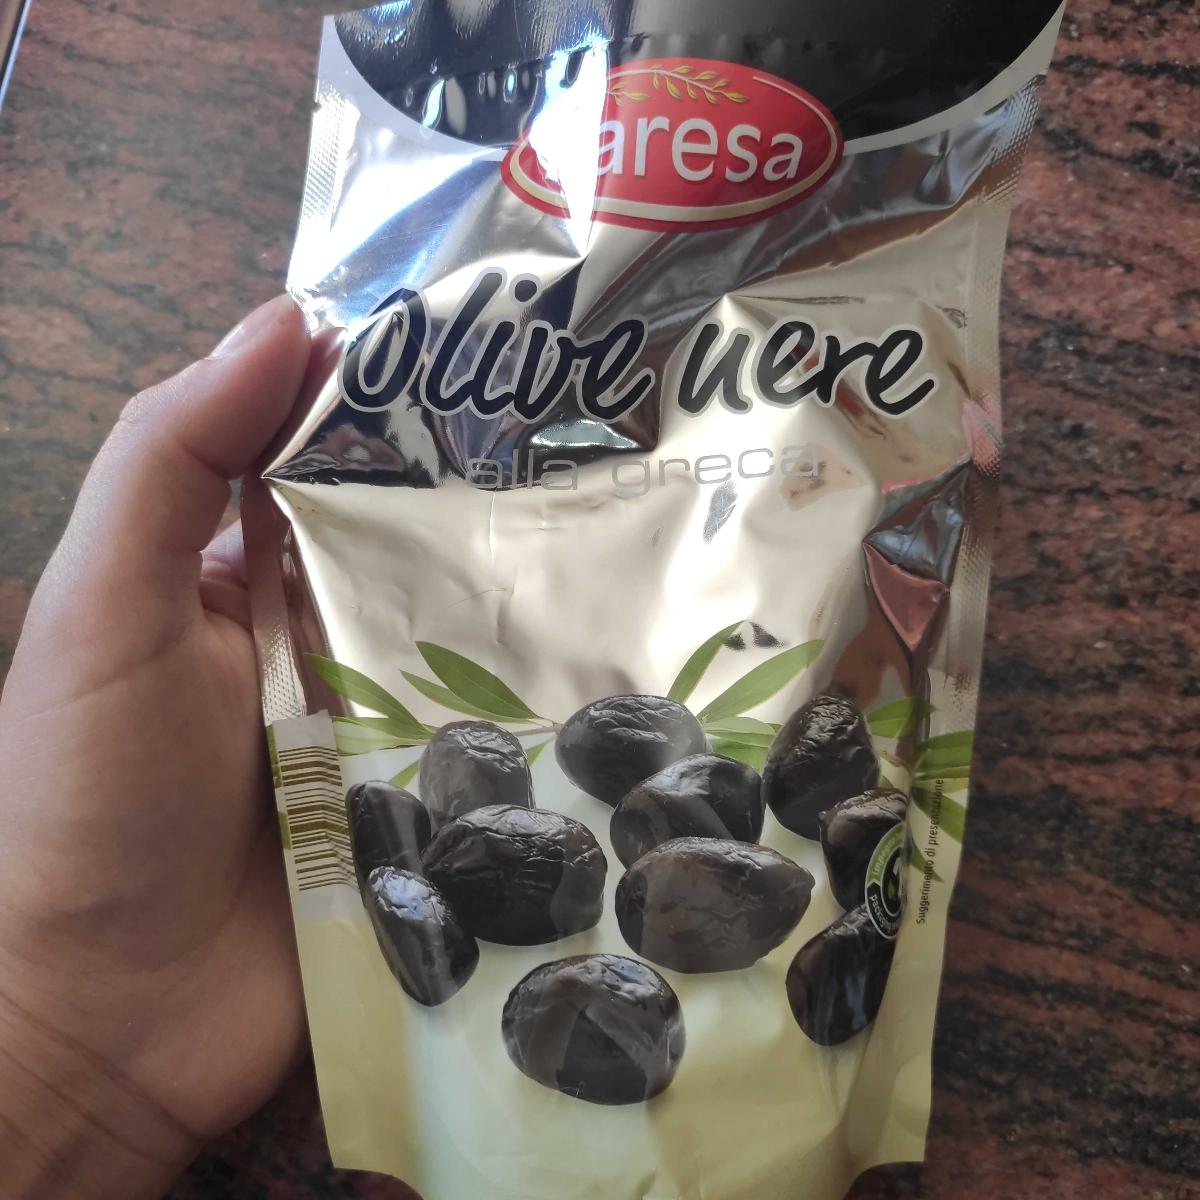 aresa
Olive nere
alla greca
Suggerimento di presentazione